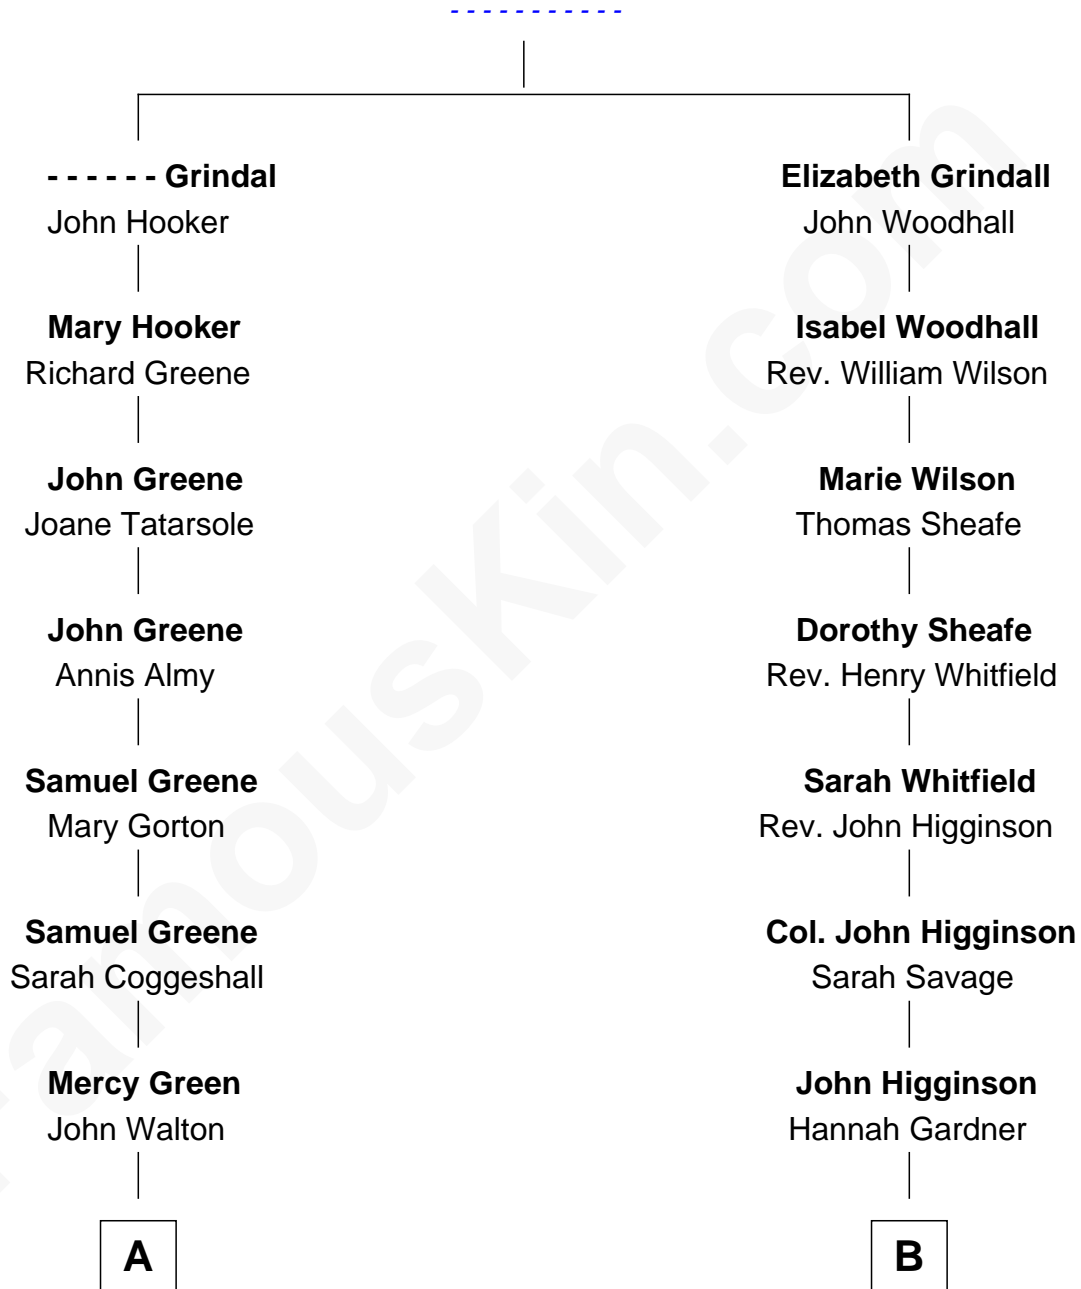 - - - - - - - - - - -
- - - - - - Grindal
John Hooker
Mary Hooker
Richard Greene
John Greene
Joane Tatarsole
John Greene
Annis Almy
Samuel Greene
Mary Gorton
Samuel Greene
Sarah Coggeshall
Mercy Green
John Walton
A
Elizabeth Grindall
John Woodhall
Isabel Woodhall
Rev. William Wilson
Marie Wilson
Thomas Sheafe
Dorothy Sheafe
Rev. Henry Whitfield
Sarah Whitfield
Rev. John Higginson
Col. John Higginson
Sarah Savage
John Higginson
Hannah Gardner
B
FamousKin.com